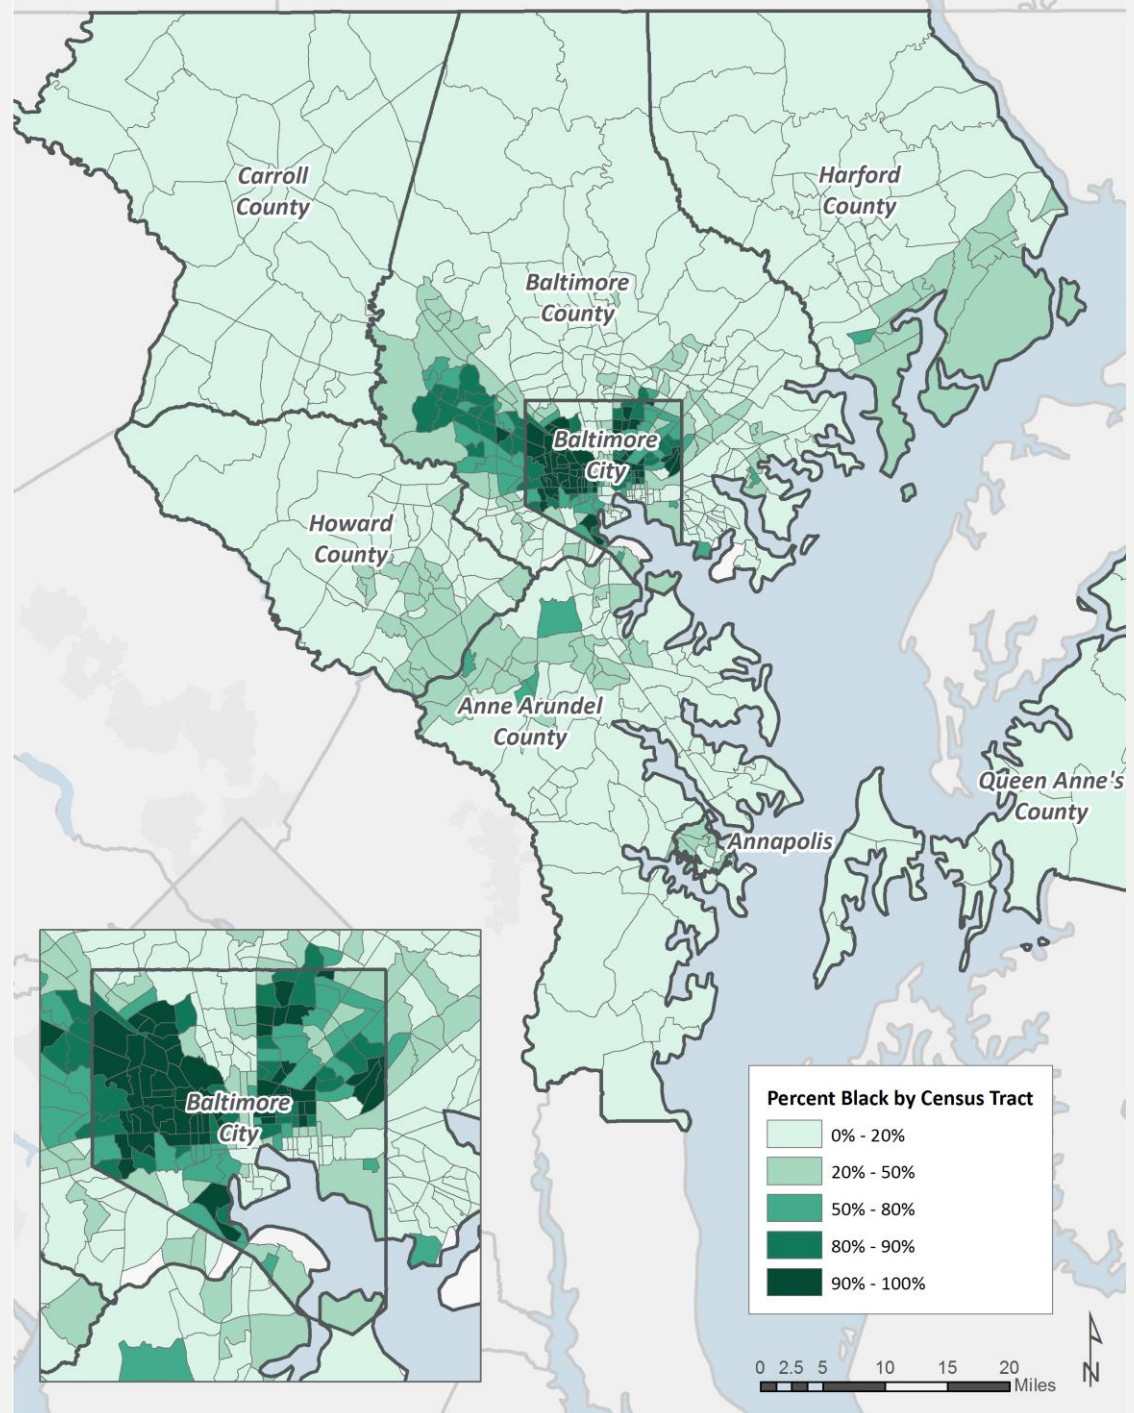 Carroll
County
Harford
County
Baltimore
County
Baltimore
City
Howard
County
Anne Arundel
County
Queen Anne's
County
Annapolis
Baltimore
City
Percent Black by Census Tract
0% - 20%
20% - 50%
50% - 80%
80% - 90%
90% - 100%
N
0 2.5 5 10 15 20
Miles